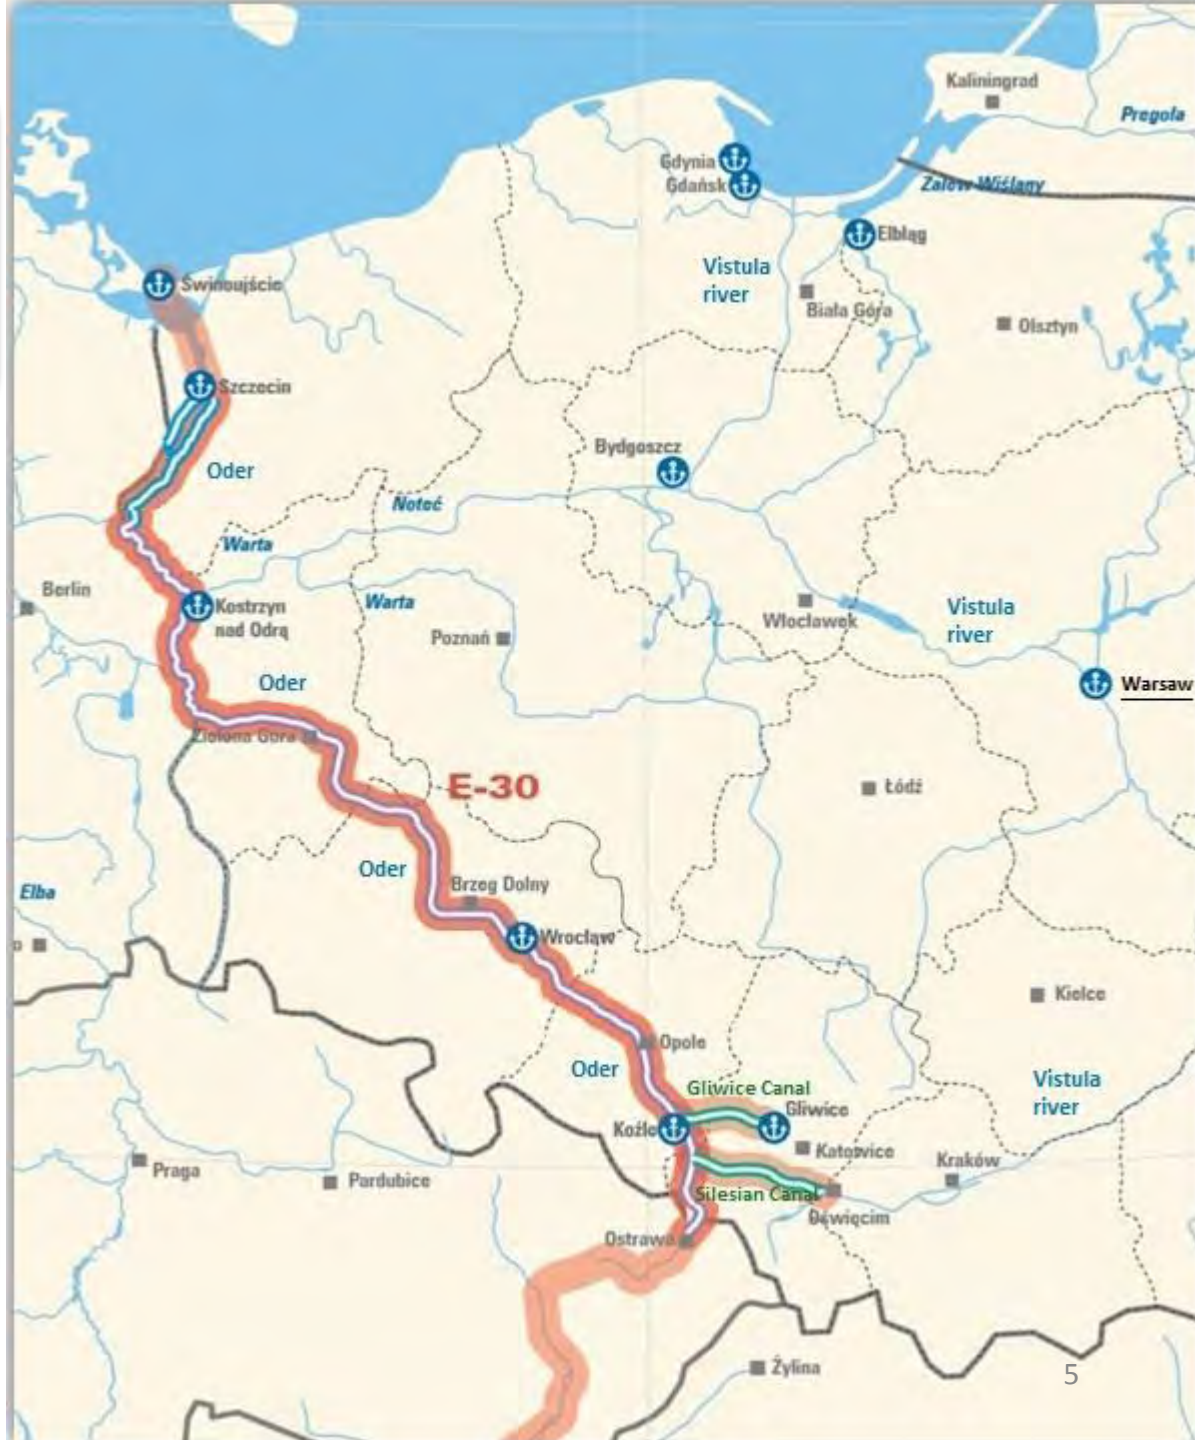 Kaliningrad
Pregoła
Gdynia
Gdańsk
Zalew Wiślany
Elbląg
Vistula
river
Świnoujście
Biała Góra
Olsztyn
Szczecin
Bydgoszcz
Oder
Noteć
Warta
Berlin
Kostrzyn
nad Odrą
Warta
Włocławek
Vistula
river
Poznań
Oder
Warsaw
Zielona Góra
E-30
Łódź
Oder
Brzeg Dolny
Elba
Wrocław
Kielce
Opole
Oder
Vistula
river
Gliwice Canal
Gliwice
Koźle
Katowice
Kraków
Praga
Pardubice
Silesian Canal
Oświęcim
Ostrawa
Żylina
5